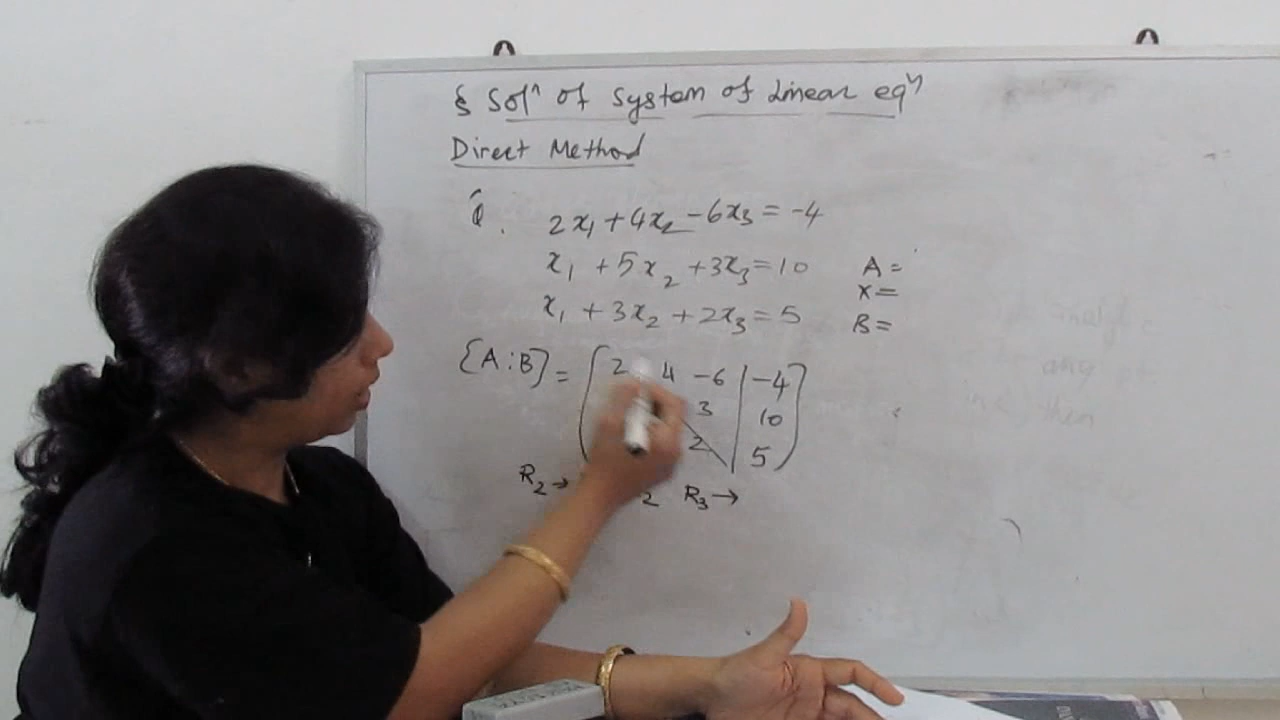 § Solⁿ of System of Linear eqⁿ
Direct Method
Q. 2x₁ + 4x₂ - 6x₃ = -4
x₁ + 5x₂ + 3x₃ = 10
x₁ + 3x₂ + 2x₃ = 5
A =
X =
B =
[A : B] = ( 2 4 -6 | -4
3 | 10
2 | 5 )
R₂ → 2 R₃ →